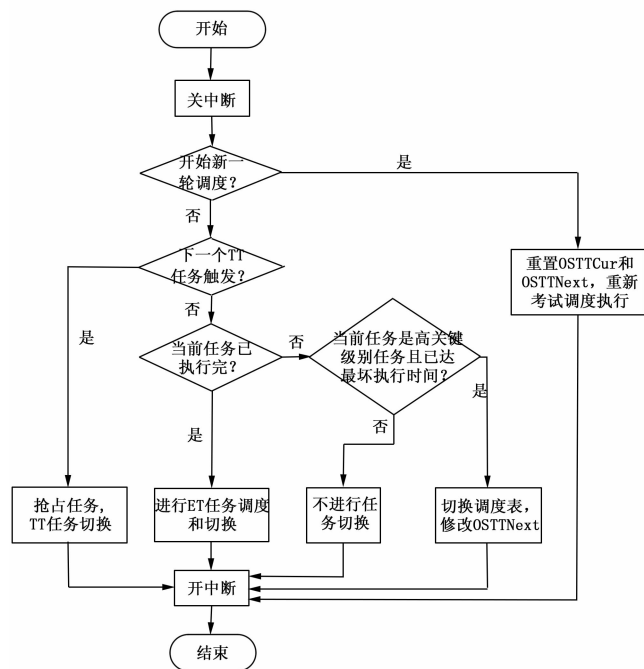 开始
关中断
开始新一
轮调度？
是
否
下一个TT
任务触发？
重置OSTTCur和
OSTTNext，重新
考试调度执行
是
否
当前任务已
执行完？
否
当前任务是高关键
级别任务且已达
最坏执行时间？
是
是
否
抢占任务，
TT任务切换
进行ET任务调度
和切换
不进行任
务切换
切换调度表，
修改OSTTNext
开中断
结束